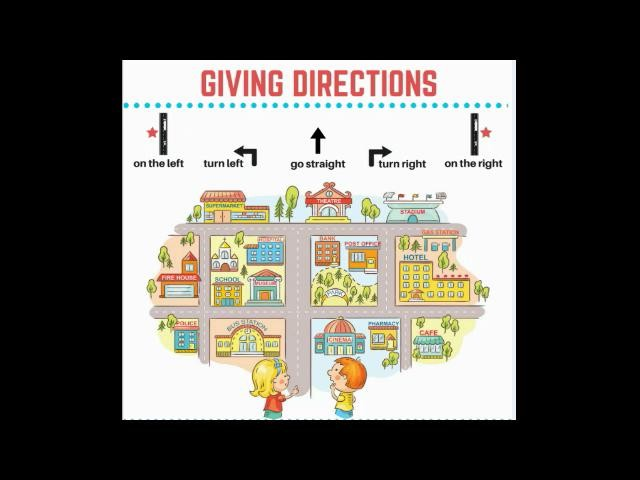 GIVING DIRECTIONS
on the left
turn left
go straight
turn right
on the right
SUPERMARKET
THEATRE
STADIUM
GAS STATION
HOSPITAL
BANK
POST OFFICE
HOTEL
FIRE HOUSE
SCHOOL
MUSEUM
PARK
POLICE
BUS STATION
CINEMA
PHARMACY
CAFE